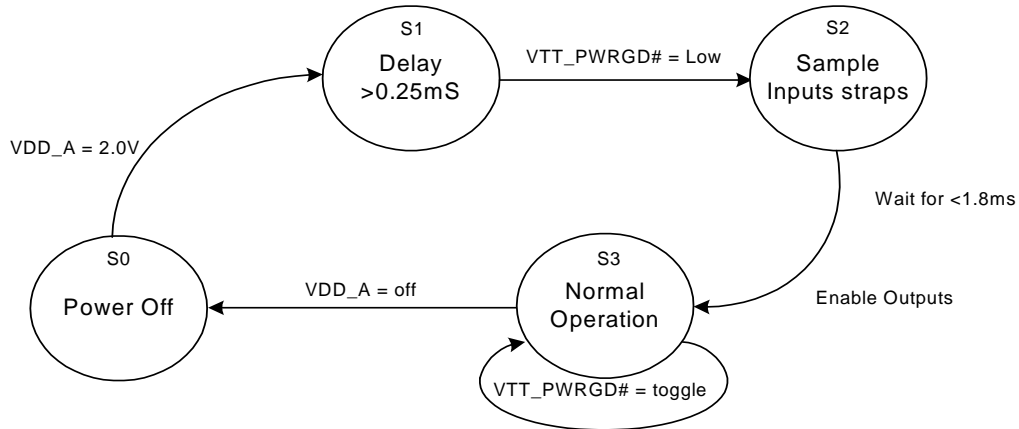 S1
Delay
>0.25mS
VTT_PWRGD# = Low
S2
Sample
Inputs straps
VDD_A = 2.0V
Wait for <1.8ms
S0
Power Off
VDD_A = off
S3
Normal
Operation
Enable Outputs
VTT_PWRGD# = toggle